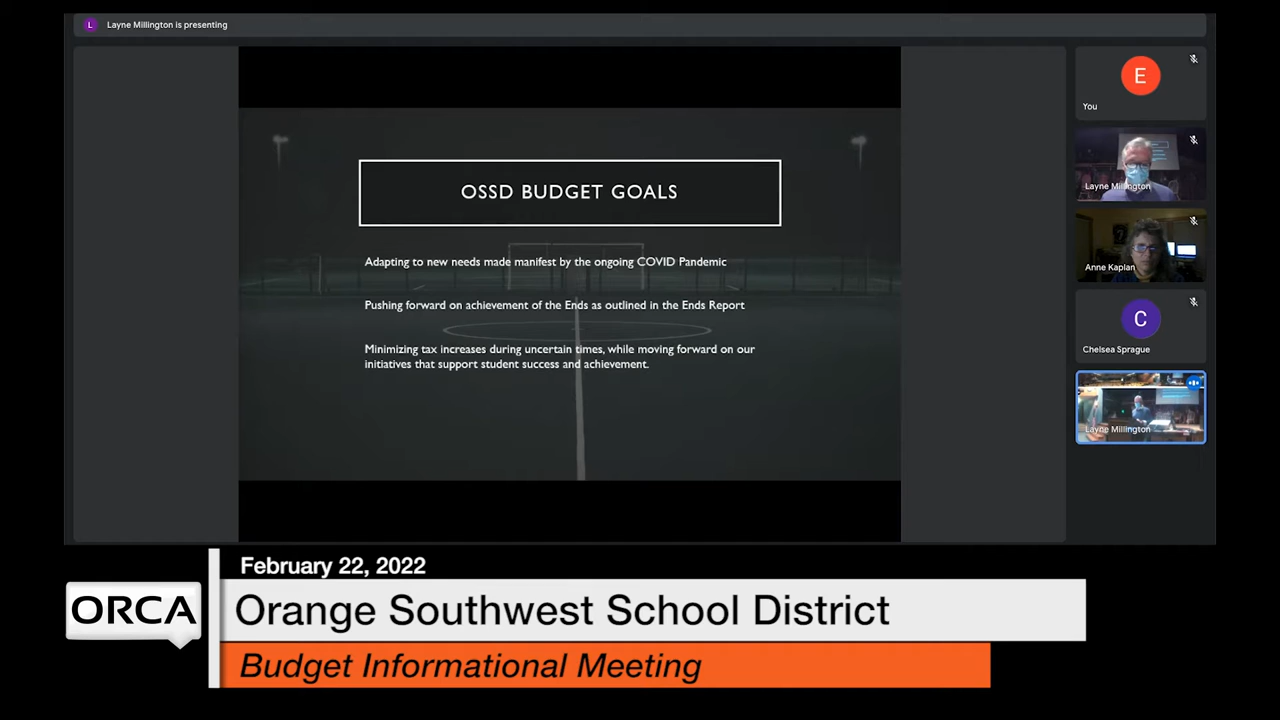 L Layne Millington is presenting
OSSD BUDGET GOALS
Adapting to new needs made manifest by the ongoing COVID Pandemic
Pushing forward on achievement of the Ends as outlined in the Ends Report
Minimizing tax increases during uncertain times, while moving forward on our
initiatives that support student success and achievement.
E
You
Layne Millington
Anne Kaplan
C
Chelsea Sprague
Layne Millington
February 22, 2022
ORCA
Orange Southwest School District
Budget Informational Meeting